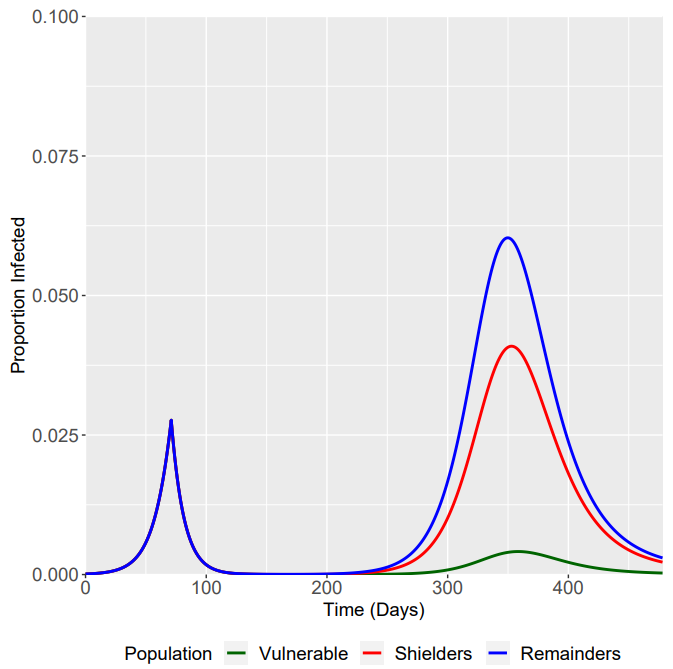 0.100
0.075
0.050
0.025
0.000
Proportion Infected
0 100 200 300 400
Time (Days)
Population Vulnerable Shielders Remainders